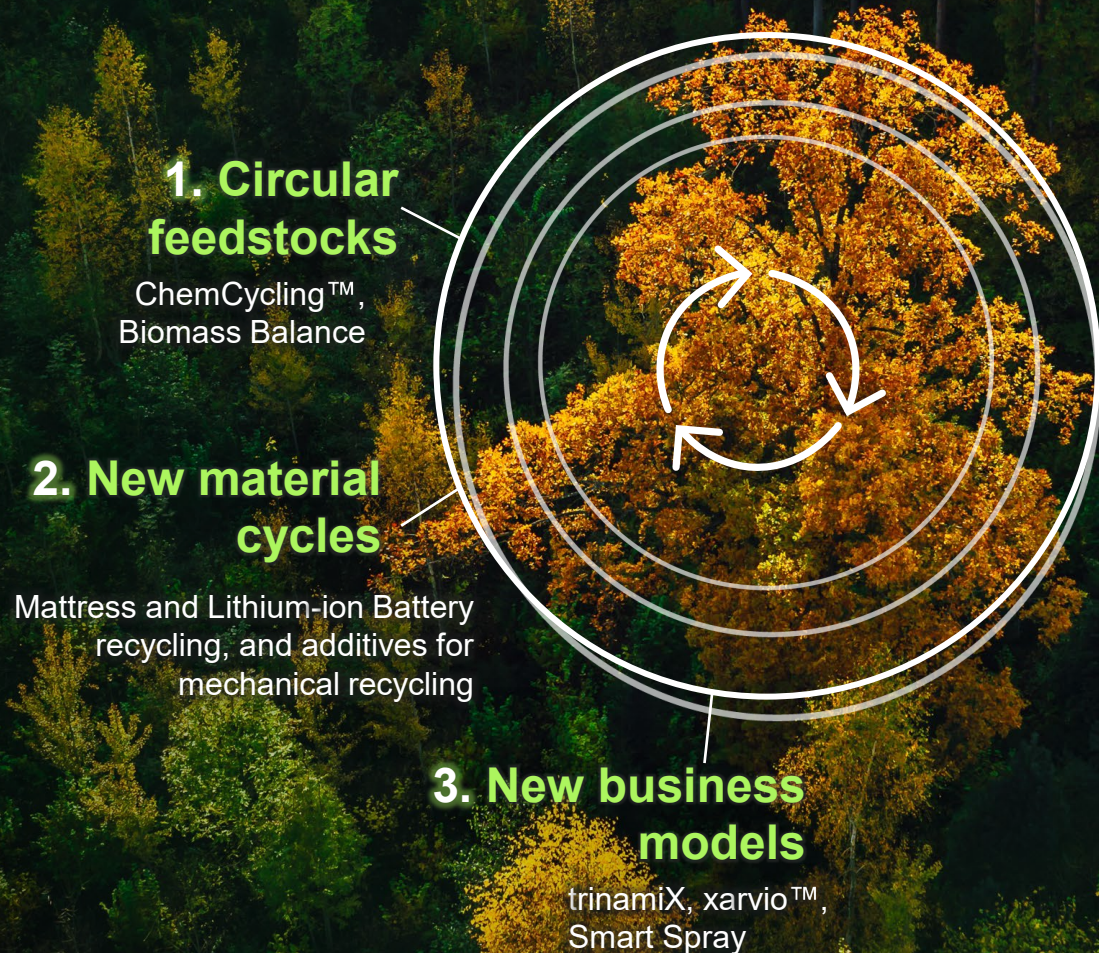 1. Circular
feedstocks
ChemCycling™,
Biomass Balance
2. New material
cycles
Mattress and Lithium-ion Battery
recycling, and additives for
mechanical recycling
3. New business
models
trinamiX, xarvio™,
Smart Spray